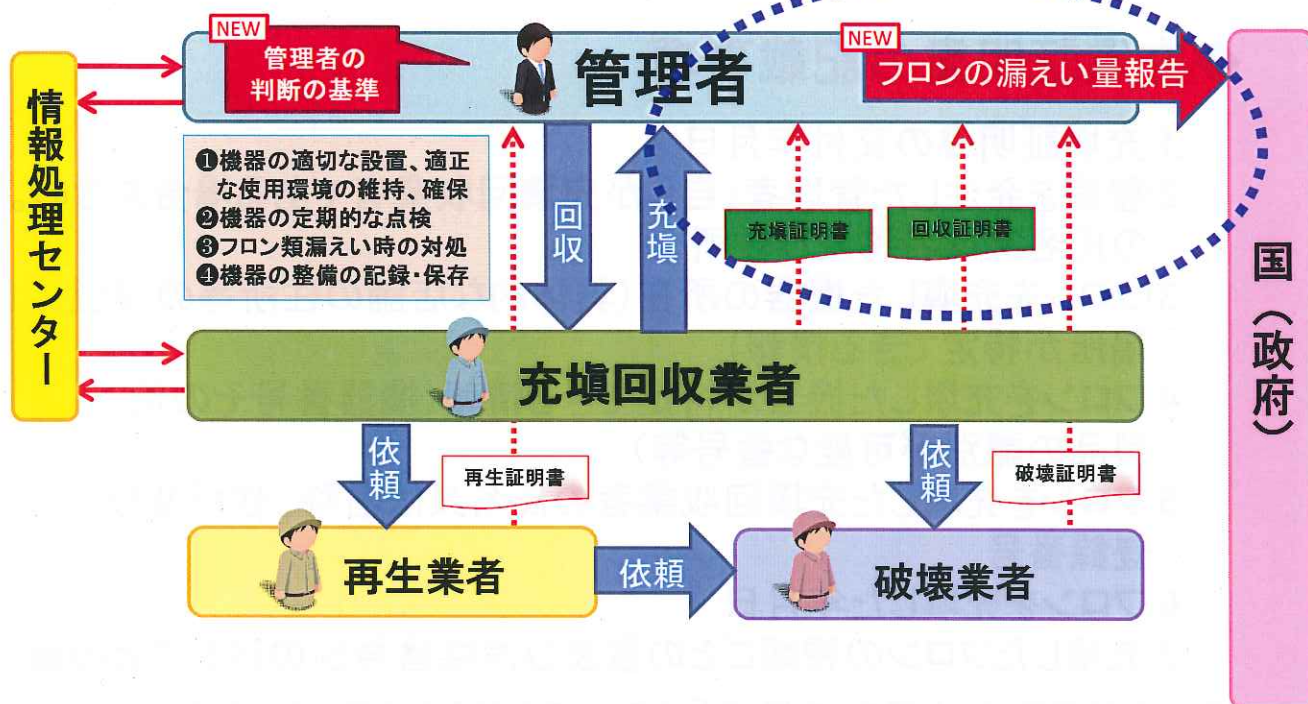 NEW
管理者の
判断の基準
管理者
NEW
フロンの漏えい量報告
情報処理センター
❶機器の適切な設置、適正
な使用環境の維持、確保
❷機器の定期的な点検
❸フロン類漏えい時の対処
❹機器の整備の記録・保存
回収
充塡
充塡証明書
回収証明書
国(政府)
充塡回収業者
依頼
再生証明書
依頼
破壊証明書
再生業者
依頼
破壊業者